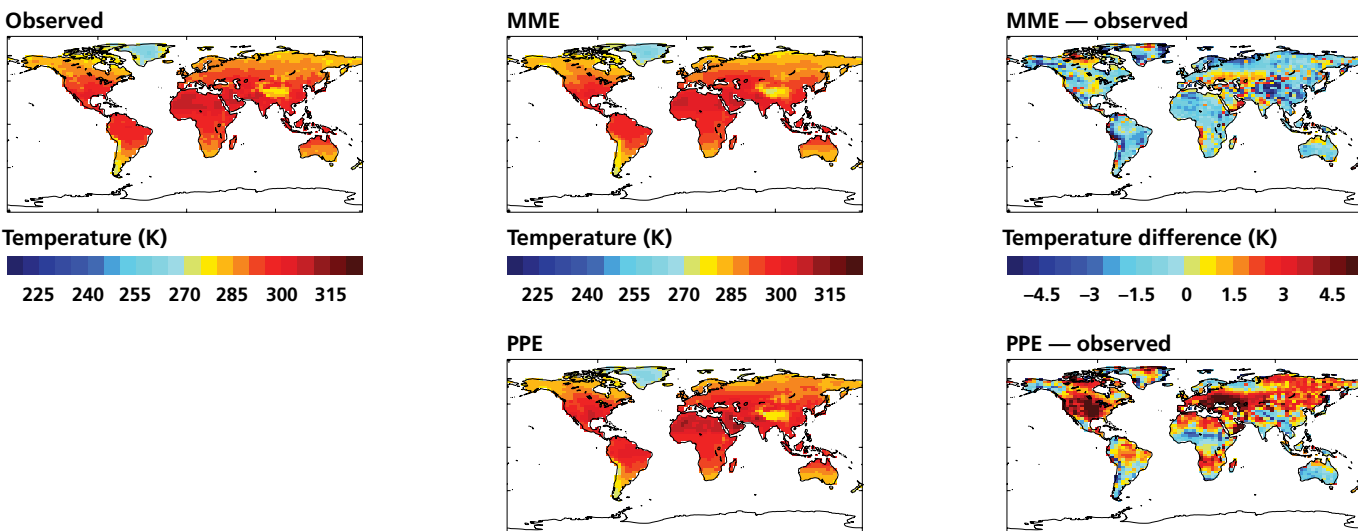 Observed
MME
MME — observed
Temperature (K)
225 240 255 270 285 300 315
Temperature (K)
225 240 255 270 285 300 315
Temperature difference (K)
−4.5 −3 −1.5 0 1.5 3 4.5
PPE
PPE — observed